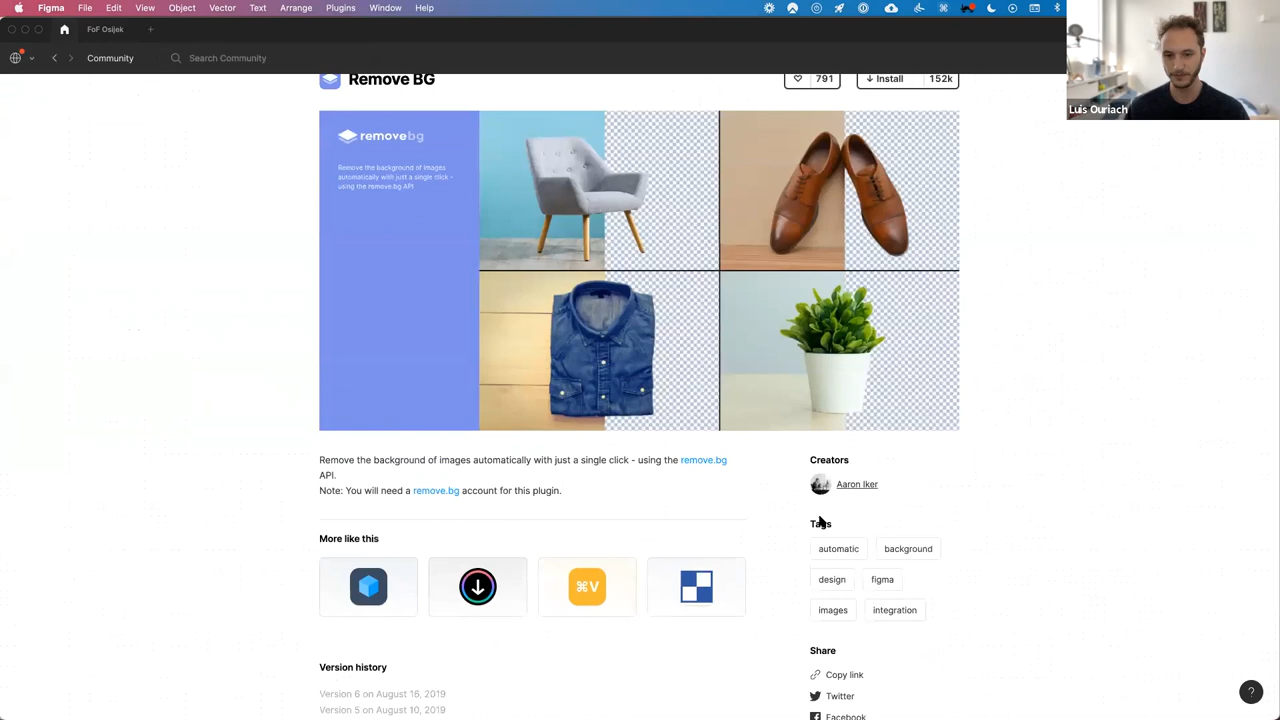 Figma File Edit View Object Vector Text Arrange Plugins Window Help
FoF Osijek
Community Search Community
Luis Ouriach
Remove BG 791 Install 152k
removebg
Remove the background of images
automatically with just a single click -
using the remove.bg API
Remove the background of images automatically with just a single click - using the remove.bg
API.
Note: You will need a remove.bg account for this plugin.
Creators
Aaron Iker
Tags
automatic background
design figma
images integration
More like this
⌘V
Share
Copy link
Twitter
Facebook
Version history
Version 6 on August 16, 2019
Version 5 on August 10, 2019
?